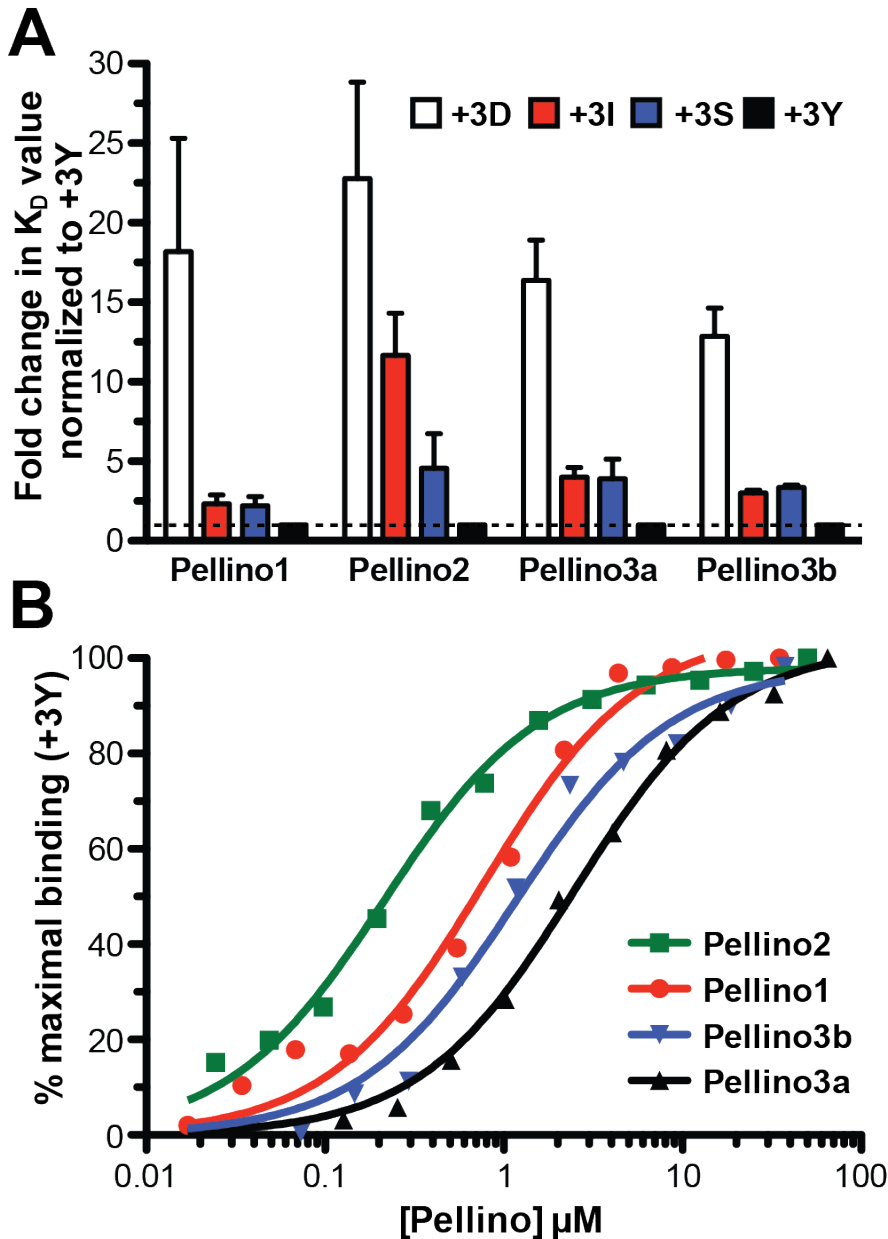 A
Fold change in KD value
normalized to +3Y
30
25
20
15
10
5
0
+3D +3I +3S +3Y
Pellino1 Pellino2 Pellino3a Pellino3b
B
% maximal binding (+3Y)
100
80
60
40
20
0
Pellino2
Pellino1
Pellino3b
Pellino3a
0.01 0.1 1 10 100
[Pellino] µM